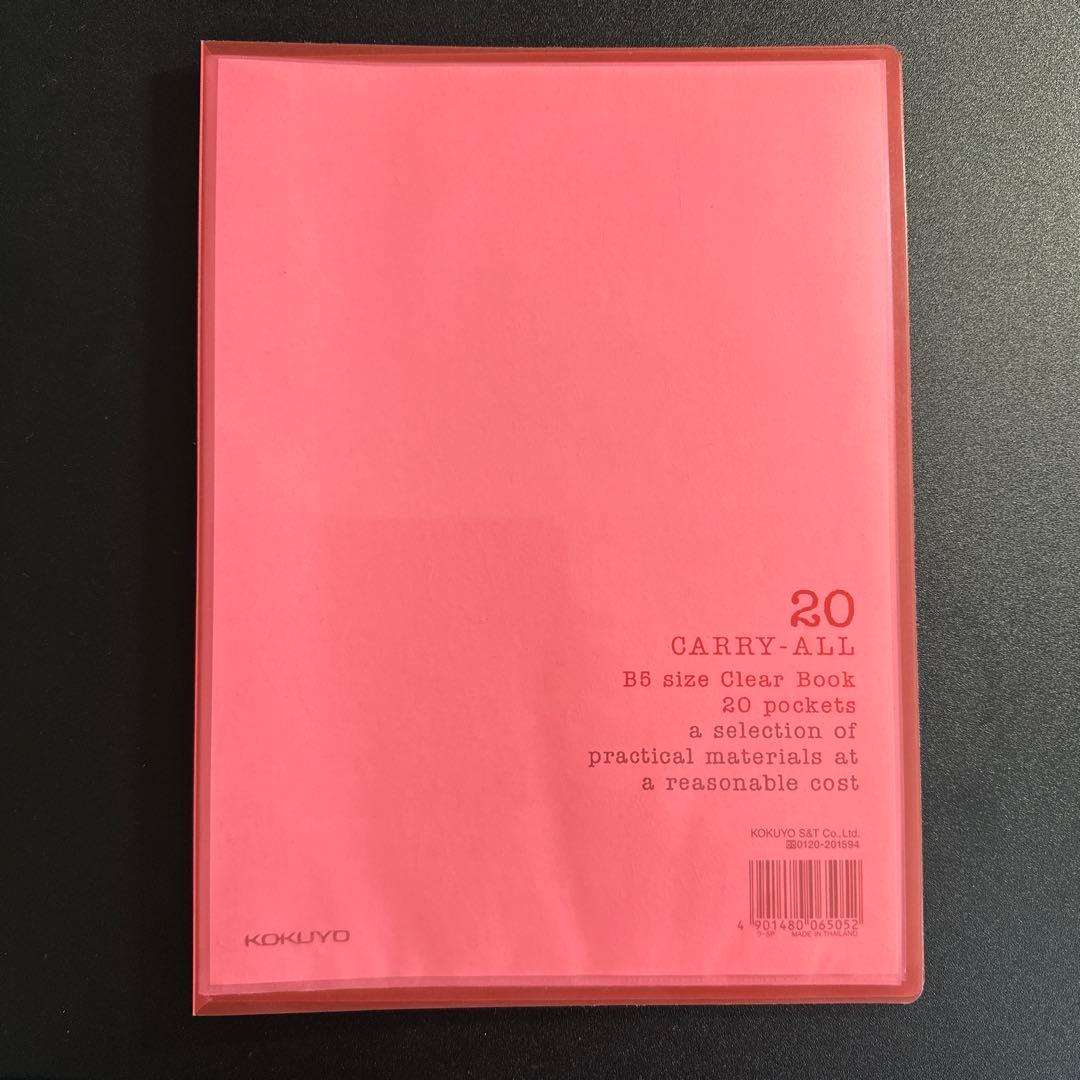 20
CARRY-ALL
B5 size Clear Book
20 pockets
a selection of
practical materials at
a reasonable cost
KOKUYO S&T Co.,Ltd.
0120-201594
4 901480 065052
MADE IN THAILAND
KOKUYO